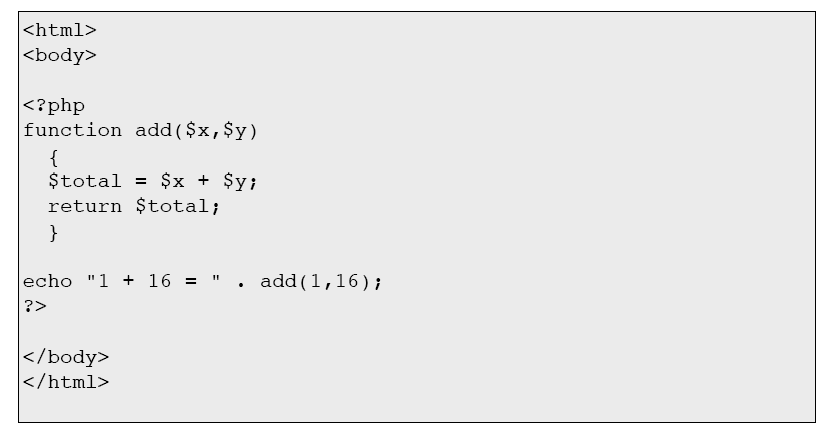 <html>
<body>
<?php
function add($x,$y)
{
$total = $x + $y;
return $total;
}
echo "1 + 16 = " . add(1,16);
?>
</body>
</html>